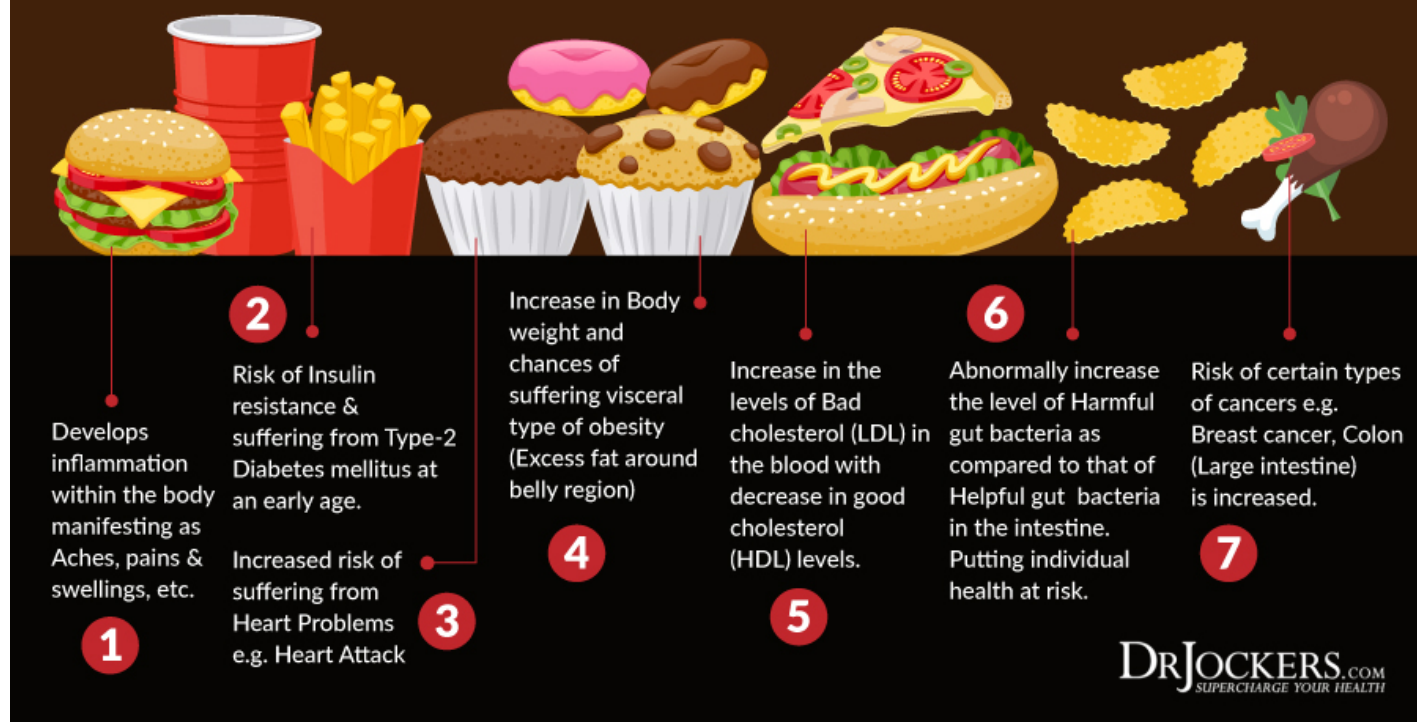 1
Develops
inflammation
within the body
manifesting as
Aches, pains &
swellings, etc.
2
Risk of Insulin
resistance &
suffering from Type-2
Diabetes mellitus at
an early age.
3
Increased risk of
suffering from
Heart Problems
e.g. Heart Attack
4
Increase in Body
weight and
chances of
suffering visceral
type of obesity
(Excess fat around
belly region)
5
Increase in the
levels of Bad
cholesterol (LDL) in
the blood with
decrease in good
cholesterol
(HDL) levels.
6
Abnormally increase
the level of Harmful
gut bacteria as
compared to that of
Helpful gut bacteria
in the intestine.
Putting individual
health at risk.
7
Risk of certain types
of cancers e.g.
Breast cancer, Colon
(Large intestine)
is increased.
DRJOCKERS.COM
SUPERCHARGE YOUR HEALTH